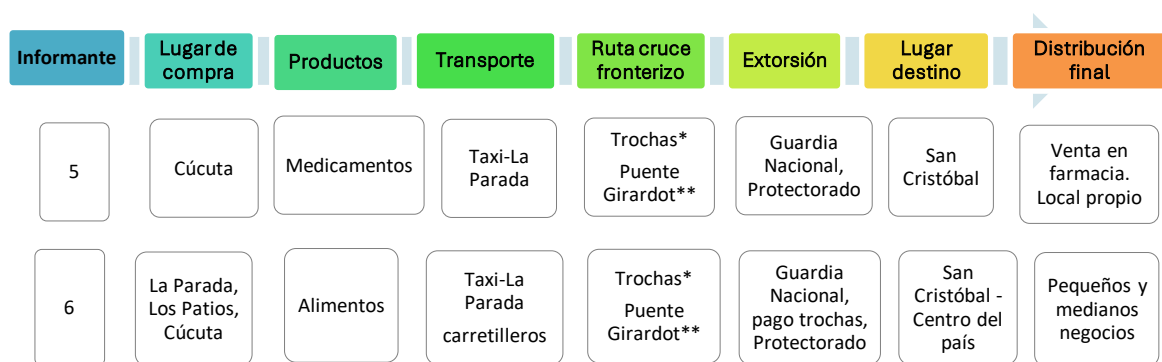 Informante
Lugar de
compra
Productos
Transporte
Ruta cruce
fronterizo
Extorsión
Lugar
destino
Distribución
final
5
Cúcuta
Medicamentos
Taxi-La
Parada
Trochas*
Puente
Girardot**
Guardia
Nacional,
Protectorado
San
Cristóbal
Venta en
farmacia.
Local propio
6
La Parada,
Los Patios,
Cúcuta
Alimentos
Taxi-La
Parada
carretilleros
Trochas*
Puente
Girardot**
Guardia
Nacional,
pago trochas,
Protectorado
San
Cristóbal -
Centro del
país
Pequeños y
medianos
negocios